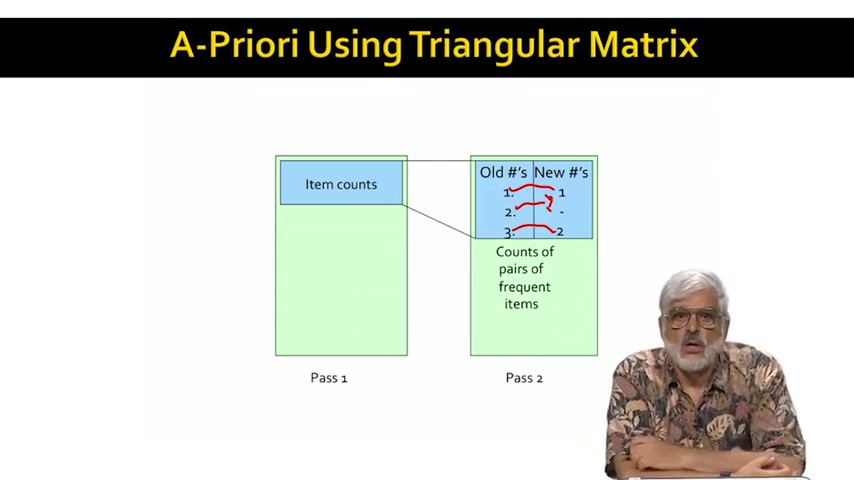 A-Priori Using Triangular Matrix
Item counts
Old #'s New #'s
1. 1
2. -
3. 2
Counts of
pairs of
frequent
items
Pass 1
Pass 2